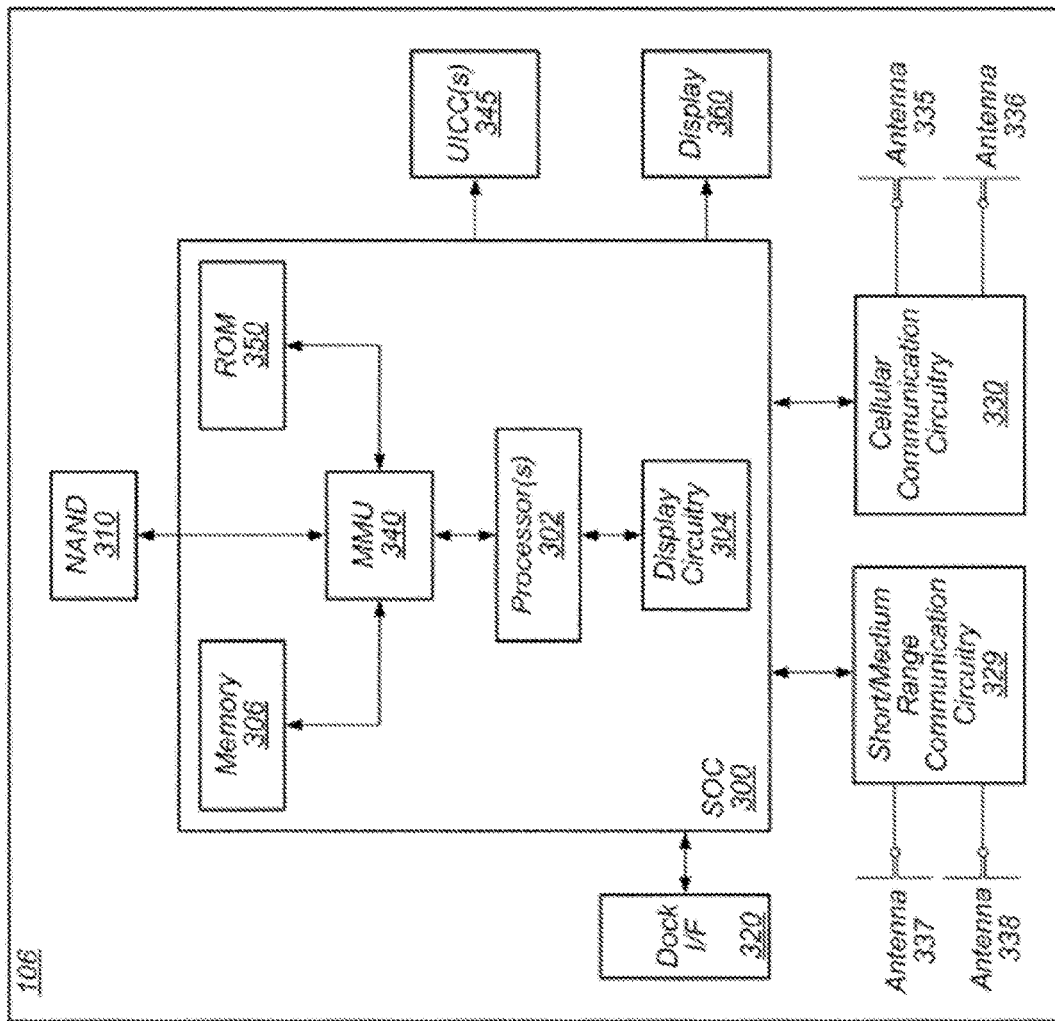 106
NAND
310
Memory
306
ROM
350
MMU
340
Processor(s)
302
Display
Circuitry
304
SOC
300
UICC(s)
345
Display
360
Dock
I/F
320
Short/Medium
Range
Communication
Circuitry
329
Cellular
Communication
Circuitry
330
Antenna
337
Antenna
338
Antenna
335
Antenna
336